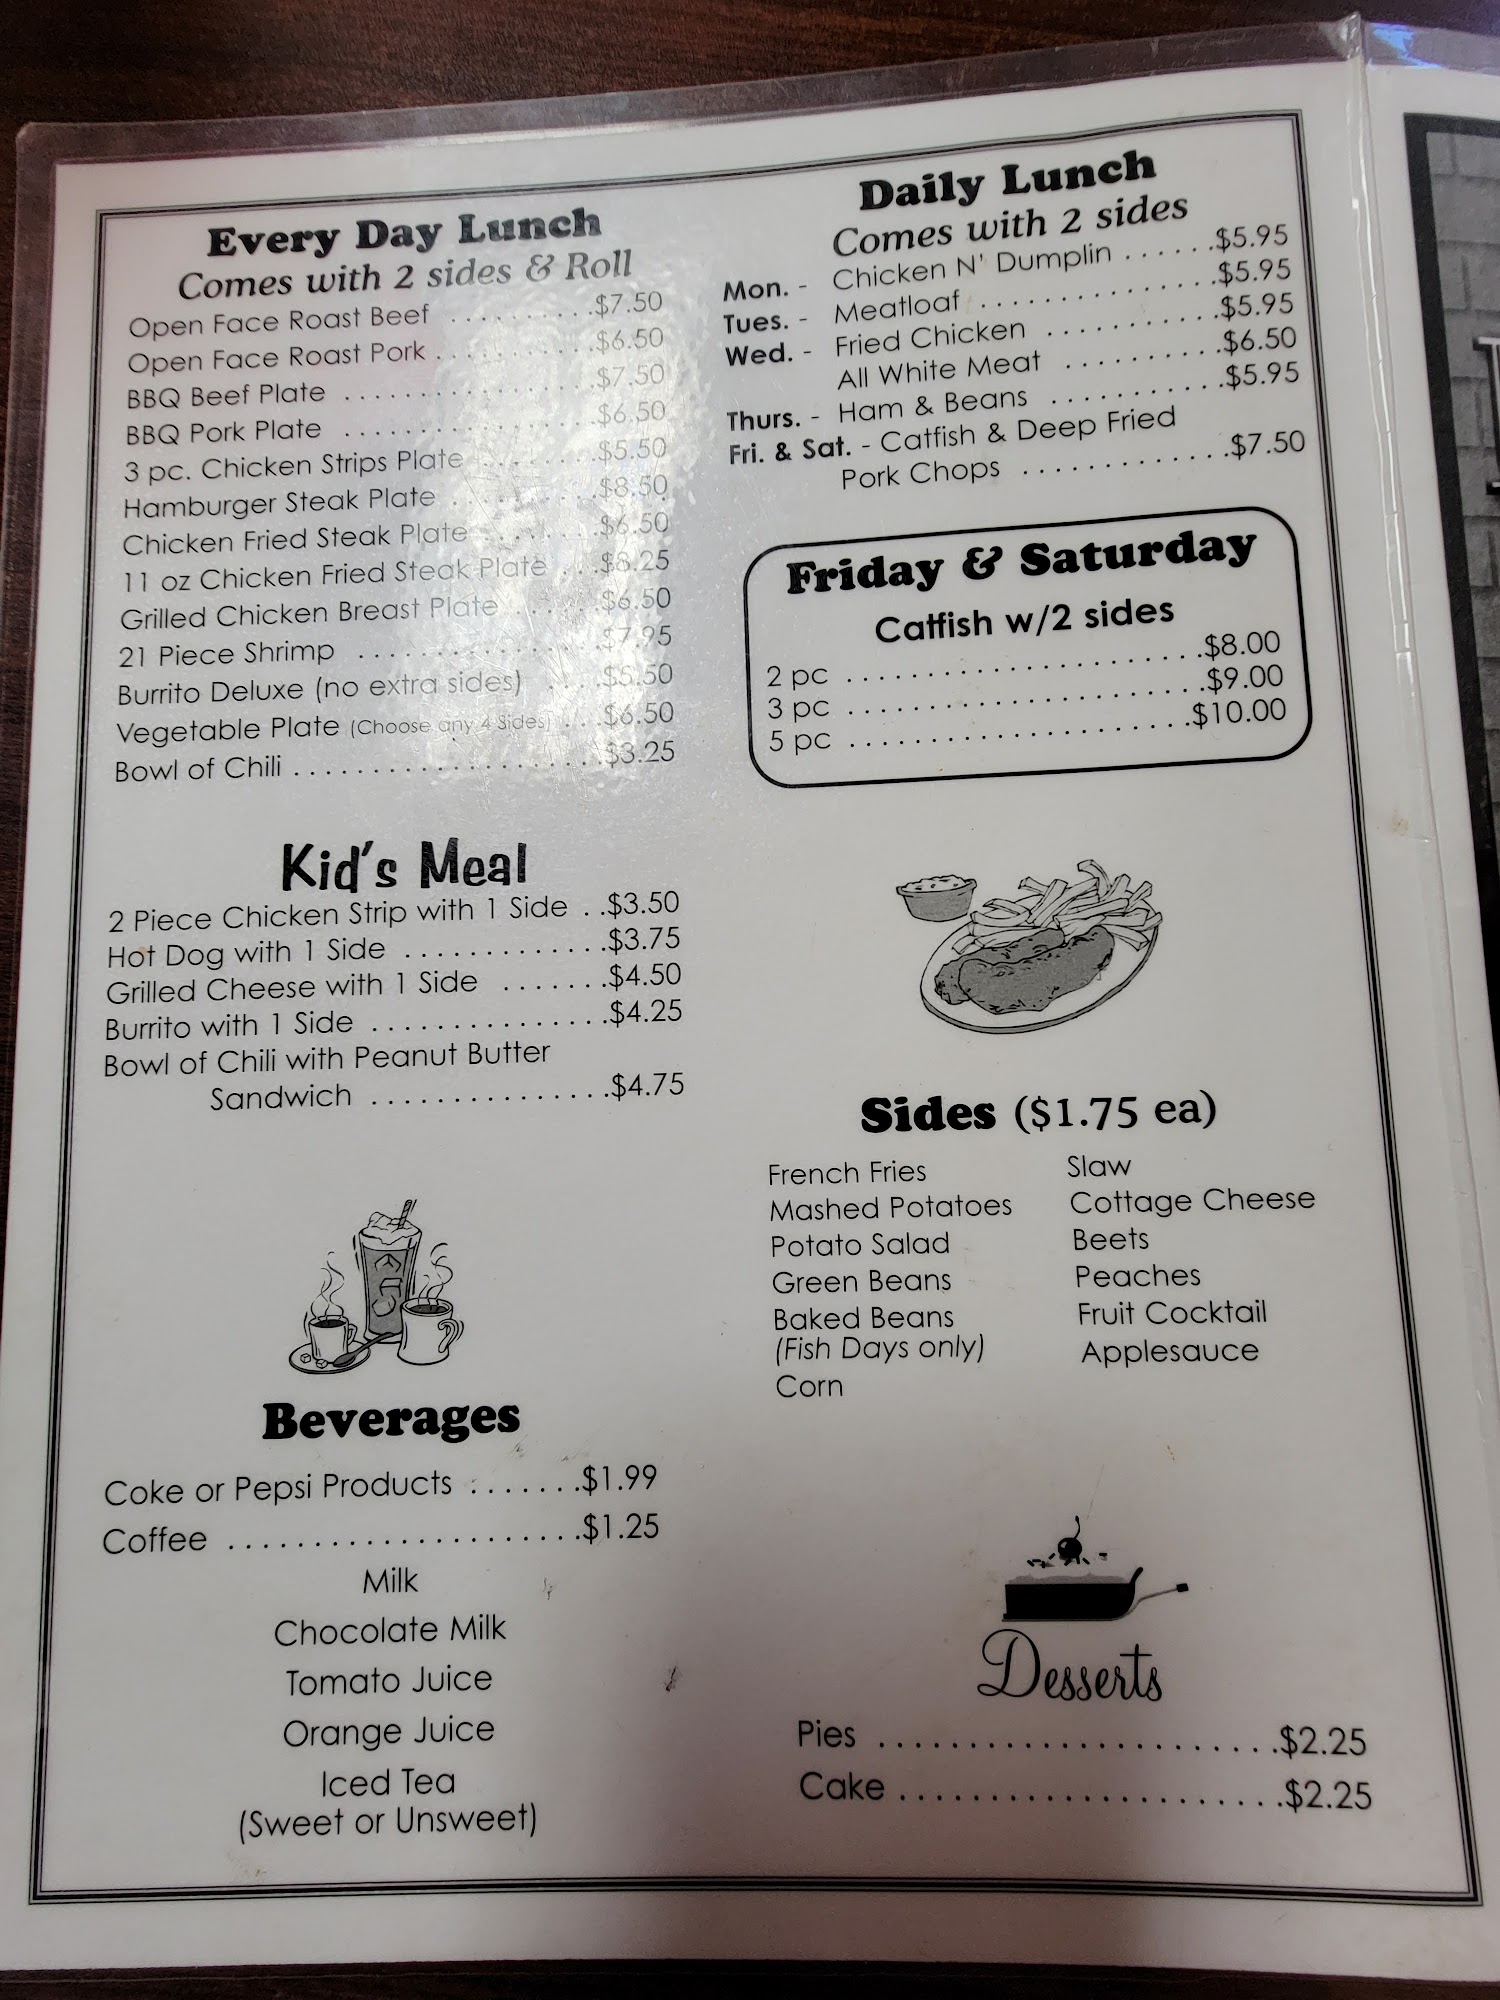 Every Day Lunch
Comes with 2 sides & Roll
Open Face Roast Beef . . . . . . . . . .$7.50
Open Face Roast Pork . . . . . . . . . . .$6.50
BBQ Beef Plate . . . . . . . . . . . . . . . . .$7.50
BBQ Pork Plate . . . . . . . . . . . . . . . . .$6.50
3 pc. Chicken Strips Plate . . . . . . . . .$5.50
Hamburger Steak Plate . . . . . . . . . .$8.50
Chicken Fried Steak Plate . . . . . . . .$6.50
11 oz Chicken Fried Steak Plate . . .$8.25
Grilled Chicken Breast Plate . . . . . .$6.50
21 Piece Shrimp . . . . . . . . . . . . . . . .$7.95
Burrito Deluxe (no extra sides) . . . .$5.50
Vegetable Plate (Choose any 4 Sides) . . .$6.50
Bowl of Chili . . . . . . . . . . . . . . . . . . . .$3.25
Kid's Meal
2 Piece Chicken Strip with 1 Side . .$3.50
Hot Dog with 1 Side . . . . . . . . . . . . .$3.75
Grilled Cheese with 1 Side . . . . . . .$4.50
Burrito with 1 Side . . . . . . . . . . . . . . .$4.25
Bowl of Chili with Peanut Butter
Sandwich . . . . . . . . . . . . . . .$4.75
Beverages
Coke or Pepsi Products . . . . . . .$1.99
Coffee . . . . . . . . . . . . . . . . . . . . .$1.25
Milk
Chocolate Milk
Tomato Juice
Orange Juice
Iced Tea
(Sweet or Unsweet)
Daily Lunch
Comes with 2 sides
Mon. - Chicken N' Dumplin . . . . . .$5.95
Tues. - Meatloaf . . . . . . . . . . . . . . .$5.95
Wed. - Fried Chicken . . . . . . . . . . .$5.95
All White Meat . . . . . . . . . .$6.50
Thurs. - Ham & Beans . . . . . . . . . . .$5.95
Fri. & Sat. - Catfish & Deep Fried
Pork Chops . . . . . . . . . . . . .$7.50
Friday & Saturday
Catfish w/2 sides
2 pc . . . . . . . . . . . . . . . . . . . . . . .$8.00
3 pc . . . . . . . . . . . . . . . . . . . . . . .$9.00
5 pc . . . . . . . . . . . . . . . . . . . . . .$10.00
Sides ($1.75 ea)
French Fries
Mashed Potatoes
Potato Salad
Green Beans
Baked Beans
(Fish Days only)
Corn
Slaw
Cottage Cheese
Beets
Peaches
Fruit Cocktail
Applesauce
Desserts
Pies . . . . . . . . . . . . . . . . . . . . . . .$2.25
Cake . . . . . . . . . . . . . . . . . . . . . .$2.25